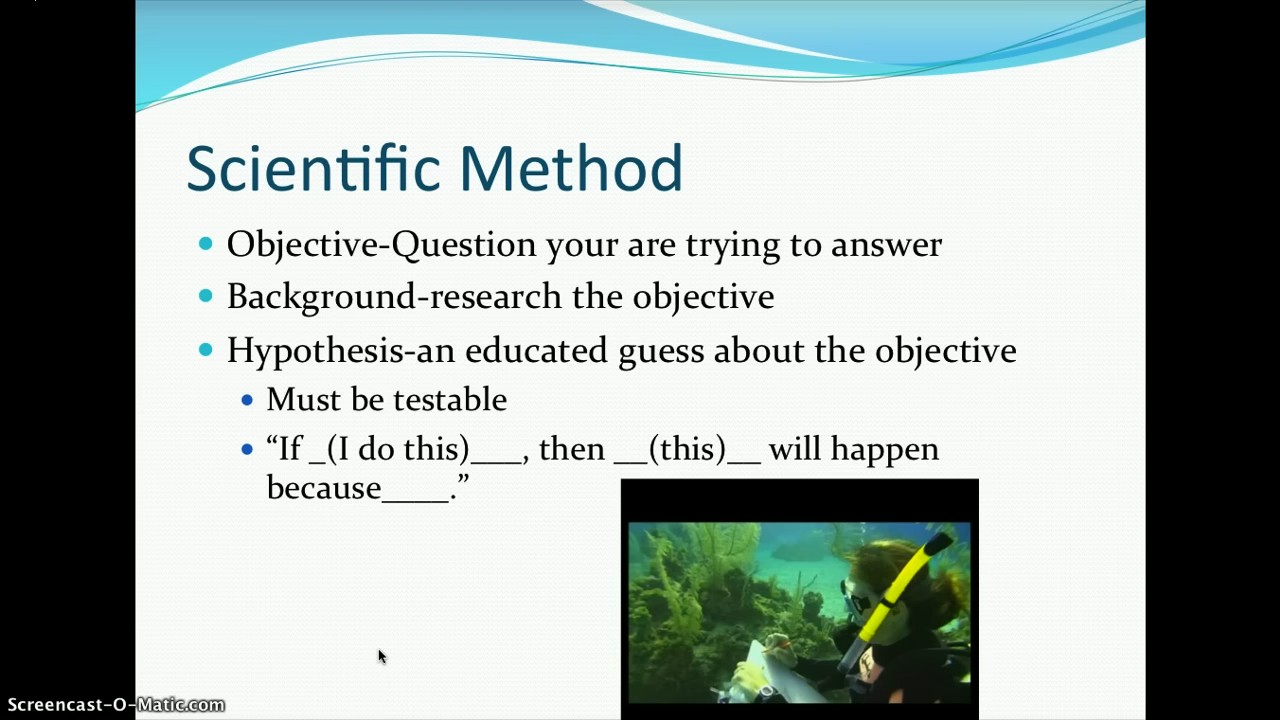 Scientific Method
Objective-Question your are trying to answer
Background-research the objective
Hypothesis-an educated guess about the objective
Must be testable
“If _(I do this)___, then __(this)__ will happen
because____.”
Screencast-O-Matic.com